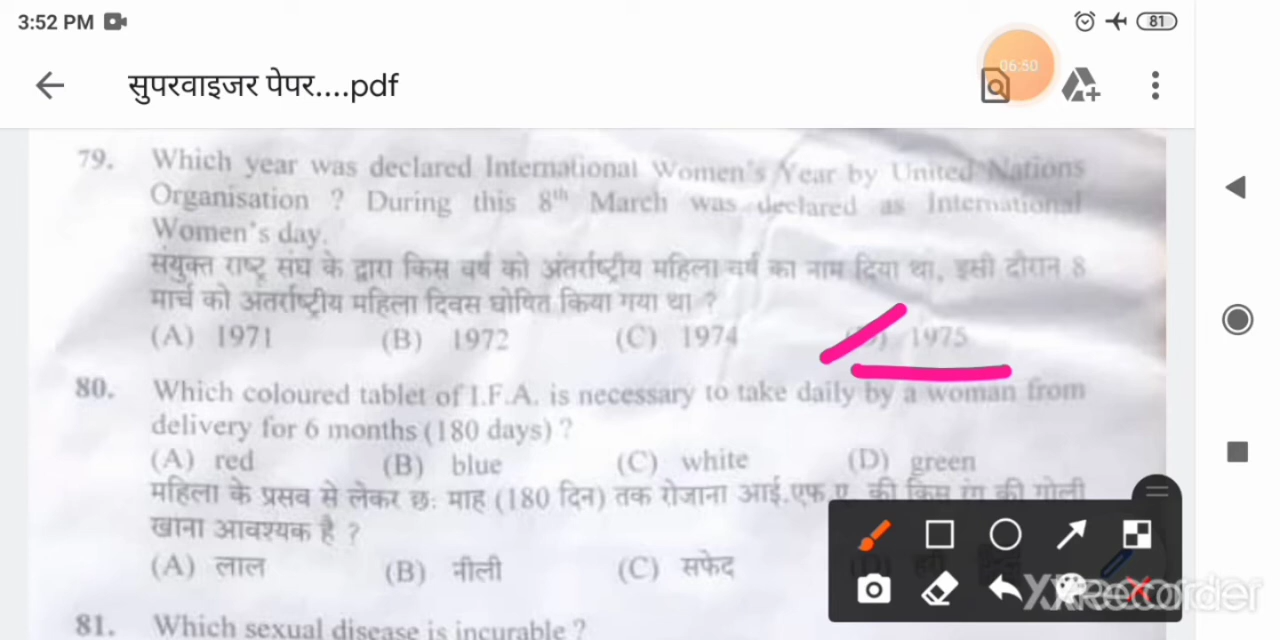 3:52 PM
81
06:50
सुपरवाइजर पेपर....pdf
79. Which year was declared International Women's Year by United Nations
Organisation ? During this 8th March was declared as International
Women's day.
संयुक्त राष्ट्र संघ के द्वारा किस वर्ष को अंतर्राष्ट्रीय महिला वर्ष का नाम दिया था, इसी दौरान 8
मार्च को अंतर्राष्ट्रीय महिला दिवस घोषित किया गया था ?
(A) 1971 (B) 1972 (C) 1974 1975
80. Which coloured tablet of I.F.A. is necessary to take daily by a woman from
delivery for 6 months (180 days) ?
(A) red (B) blue (C) white (D) green
महिला के प्रसव से लेकर छः माह (180 दिन) तक रोजाना आई.एफ.ए. की किस रंग की गोली
खाना आवश्यक है ?
(A) लाल (B) नीली (C) सफेद (D) हरी
81. Which sexual disease is incurable ?
XRecorder